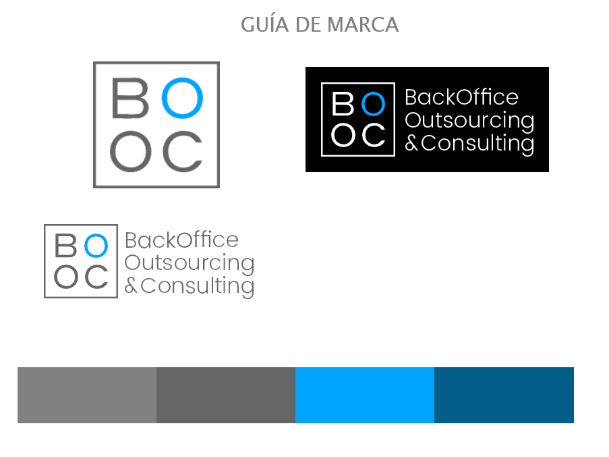 GUÍA DE MARCA
BO
OC
BO
OC
BackOffice
Outsourcing
&Consulting
BO
OC
BackOffice
Outsourcing
&Consulting